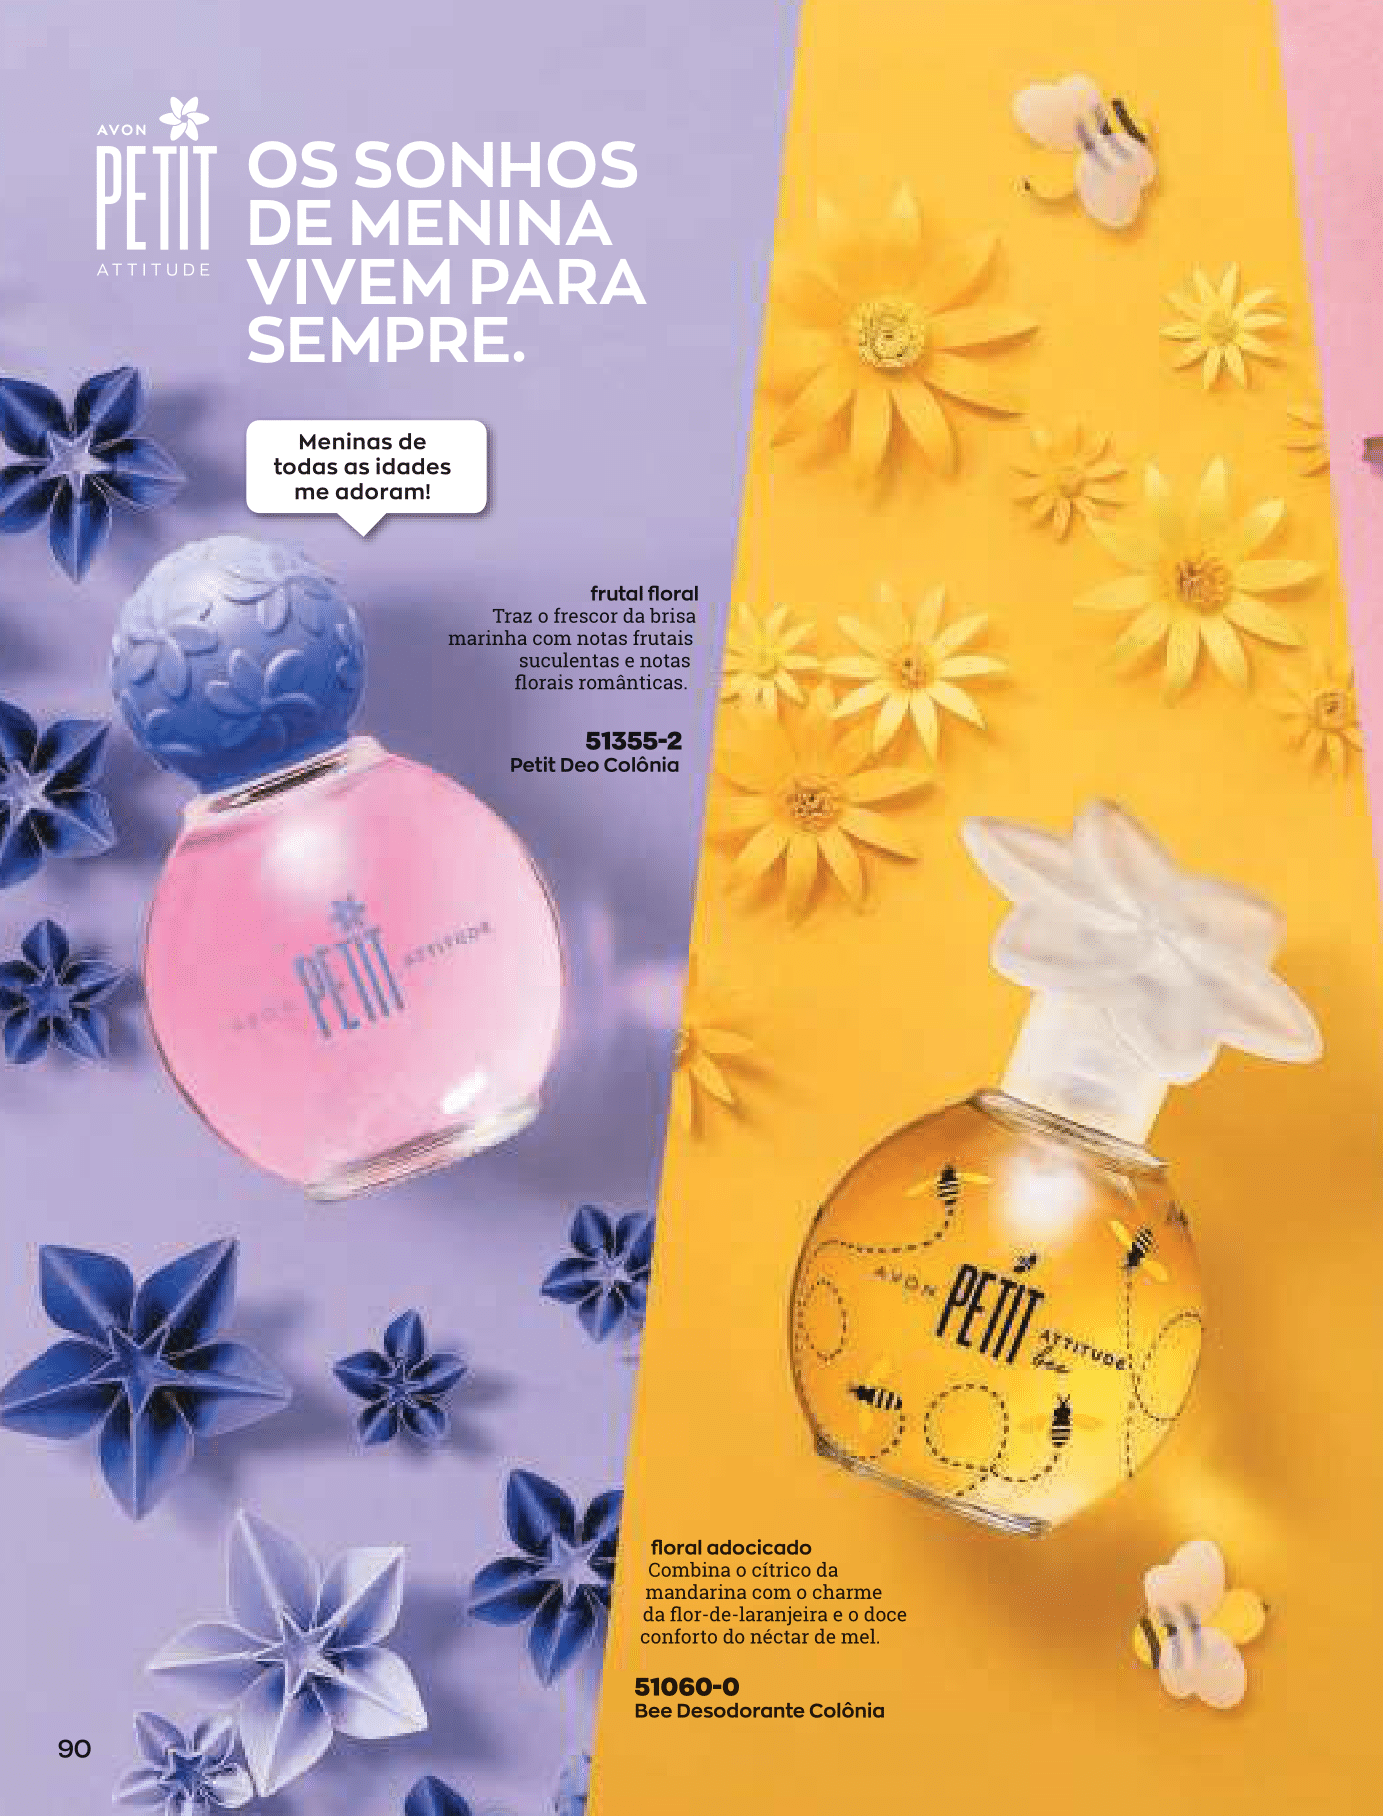 AVON
PETIT
ATTITUDE
OS SONHOS
DE MENINA
VIVEM PARA
SEMPRE.
Meninas de
todas as idades
me adoram!
frutal floral
Traz o frescor da brisa
marinha com notas frutais
suculentas e notas
florais românticas.
51355-2
Petit Deo Colônia
AVON PETIT ATTITUDE
AVON PETIT ATTITUDE
bee
floral adocicado
Combina o cítrico da
mandarina com o charme
da flor-de-laranjeira e o doce
conforto do néctar de mel.
51060-0
Bee Desodorante Colônia
90